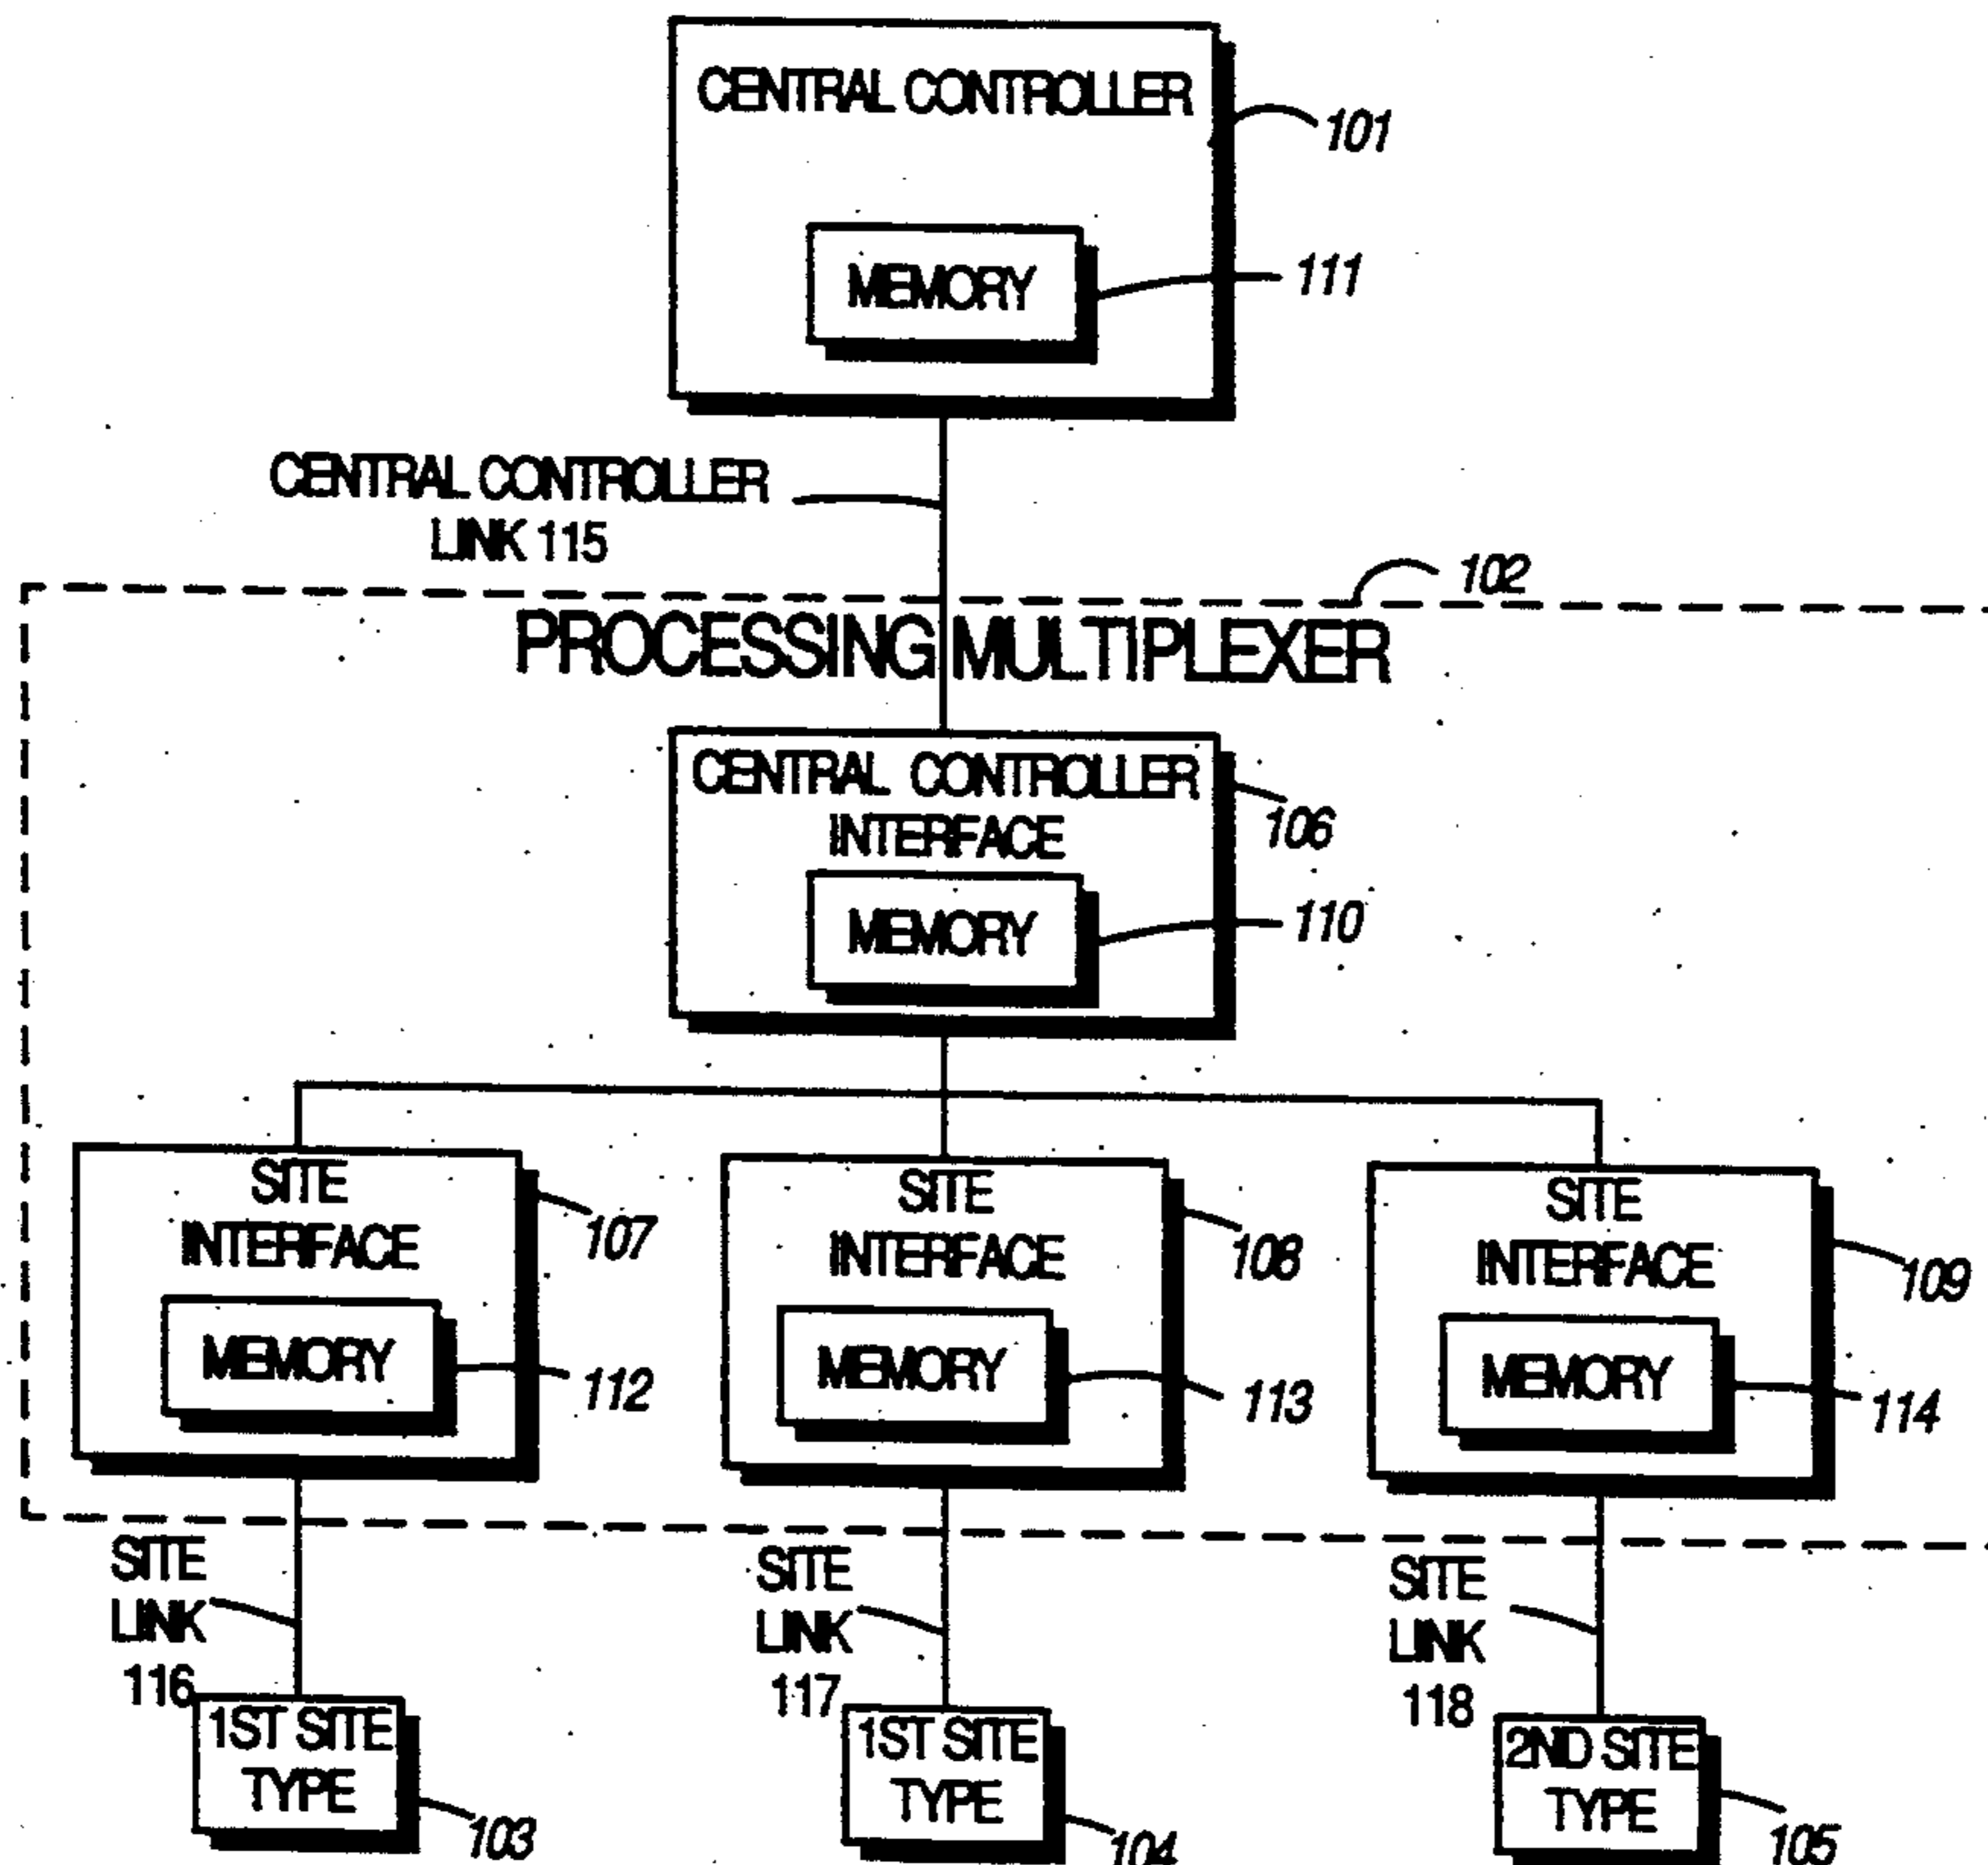 CENTRAL CONTROLLER
101
MEMORY
111
CENTRAL CONTROLLER
LINK 115
102
PROCESSING MULTIPLEXER
CENTRAL CONTROLLER
INTERFACE
106
MEMORY
110
SITE
INTERFACE
107
MEMORY
112
SITE
INTERFACE
108
MEMORY
113
SITE
INTERFACE
109
MEMORY
114
SITE
LINK
116
SITE
LINK
117
SITE
LINK
118
1ST SITE
TYPE
103
1ST SITE
TYPE
104
2ND SITE
TYPE
105